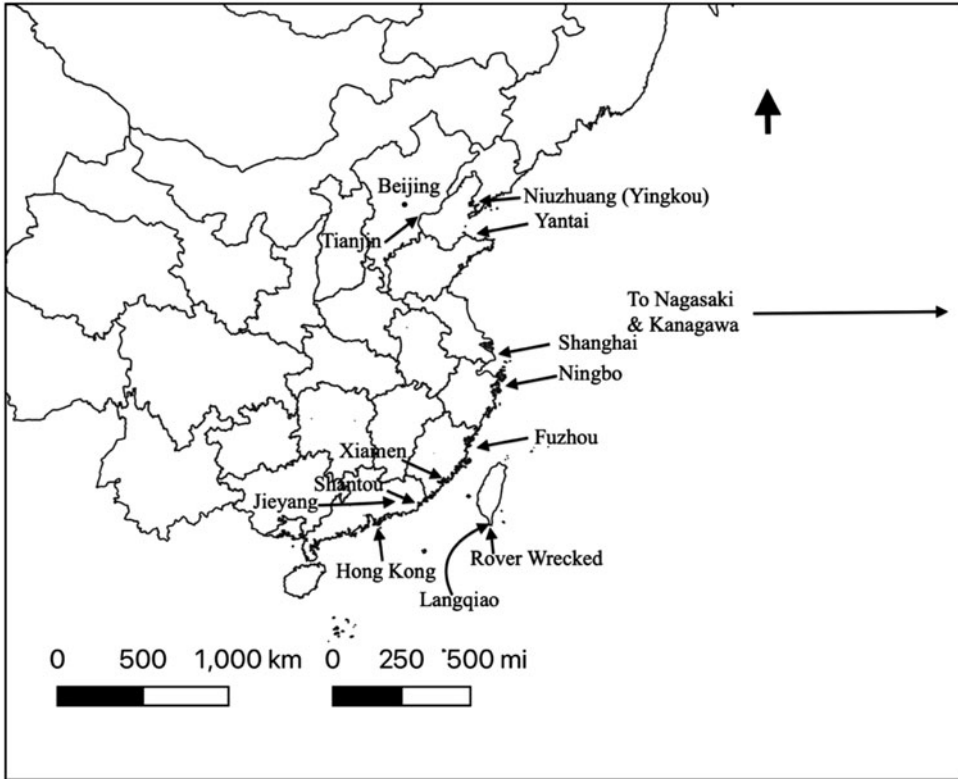 Beijing
Niuzhuang (Yingkou)
Yantai
Tianjin
To Nagasaki
& Kanagawa
Shanghai
Ningbo
Fuzhou
Xiamen
Shantou
Jieyang
Rover Wrecked
Hong Kong
Langqiao
0 500 1,000 km 0 250 500 mi